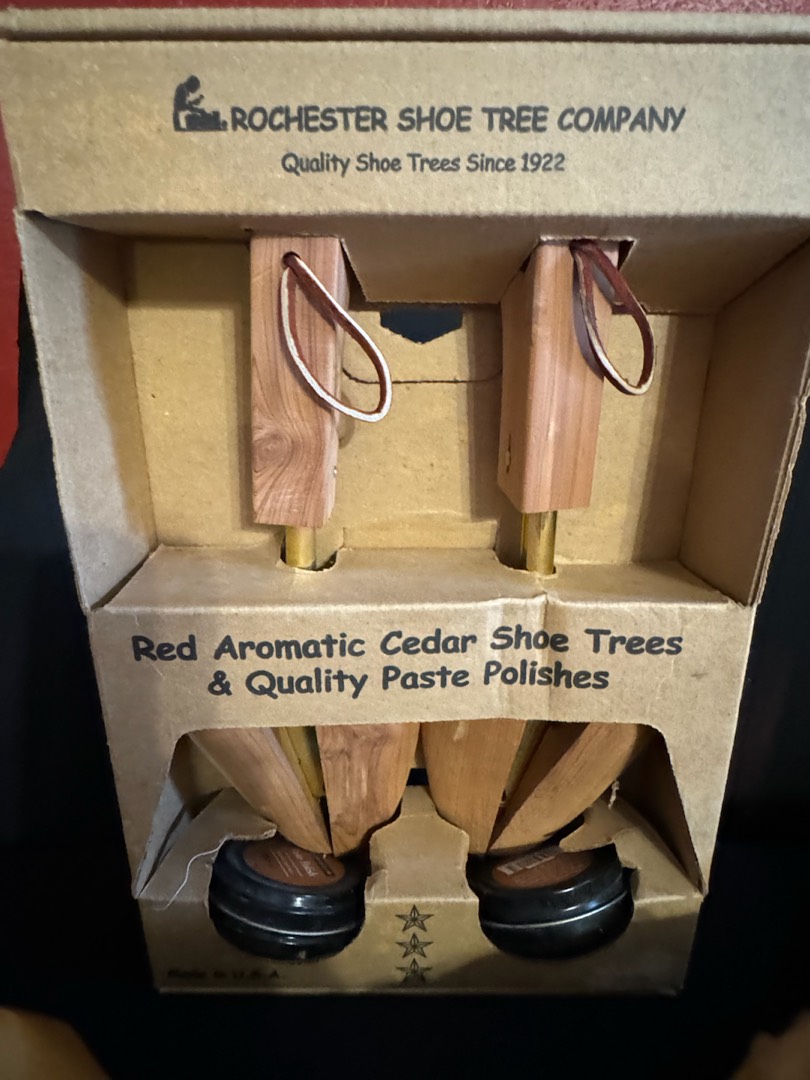 ROCHESTER SHOE TREE COMPANY
Quality Shoe Trees Since 1922
Red Aromatic Cedar Shoe Trees
& Quality Paste Polishes
Made in U.S.A.